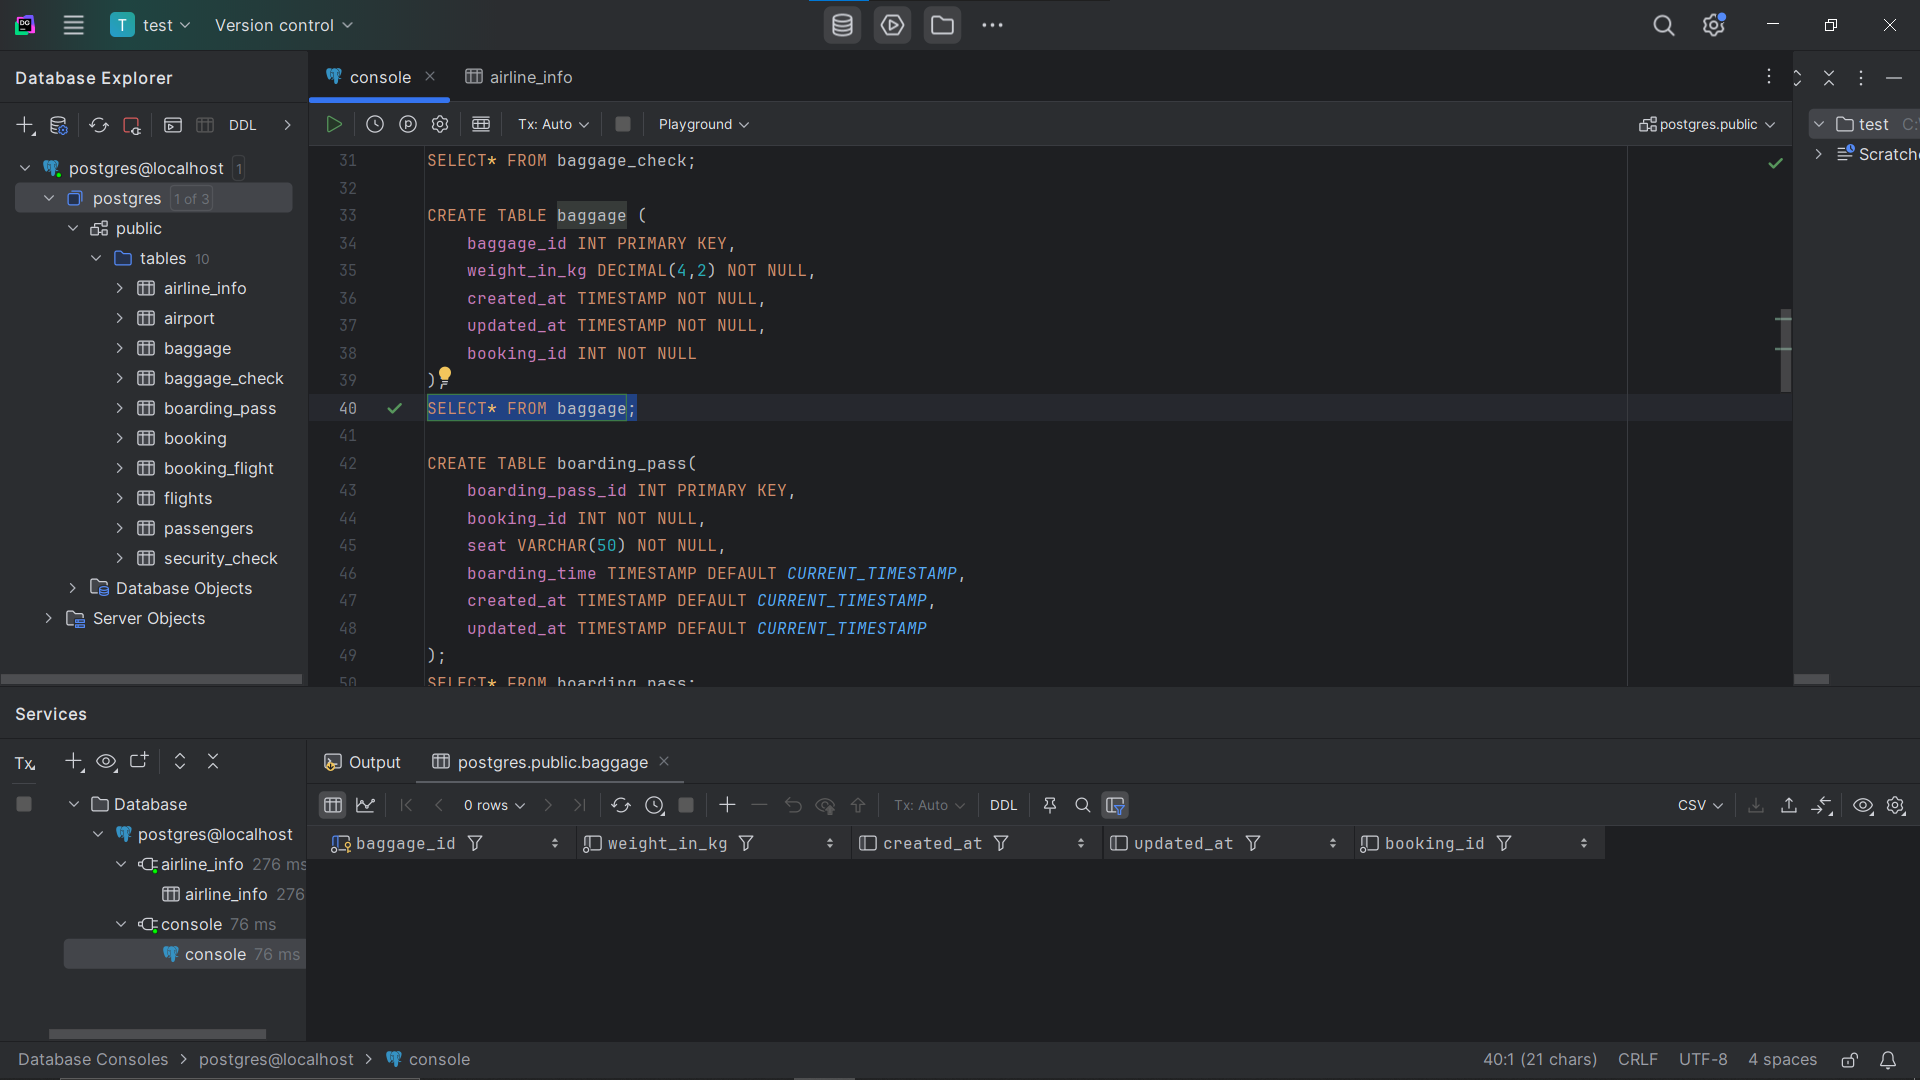 T test Version control
Database Explorer
console
airline_info
DDL
Tx: Auto
Playground
postgres.public
test C:
Scratche
postgres@localhost 1
postgres 1 of 3
public
tables 10
airline_info
airport
baggage
baggage_check
boarding_pass
booking
booking_flight
flights
passengers
security_check
Database Objects
Server Objects
31 SELECT* FROM baggage_check;
32
33 CREATE TABLE baggage (
34 baggage_id INT PRIMARY KEY,
35 weight_in_kg DECIMAL(4,2) NOT NULL,
36 created_at TIMESTAMP NOT NULL,
37 updated_at TIMESTAMP NOT NULL,
38 booking_id INT NOT NULL
39 );
40 SELECT* FROM baggage;
41
42 CREATE TABLE boarding_pass(
43 boarding_pass_id INT PRIMARY KEY,
44 booking_id INT NOT NULL,
45 seat VARCHAR(50) NOT NULL,
46 boarding_time TIMESTAMP DEFAULT CURRENT_TIMESTAMP,
47 created_at TIMESTAMP DEFAULT CURRENT_TIMESTAMP,
48 updated_at TIMESTAMP DEFAULT CURRENT_TIMESTAMP
49 );
50 SELECT* FROM boarding_pass;
Services
Tx
Database
postgres@localhost
airline_info 276 ms
airline_info 276
console 76 ms
console 76 ms
Output
postgres.public.baggage
0 rows
Tx: Auto
DDL
CSV
baggage_id
weight_in_kg
created_at
updated_at
booking_id
Database Consoles > postgres@localhost > console
40:1 (21 chars) CRLF UTF-8 4 spaces